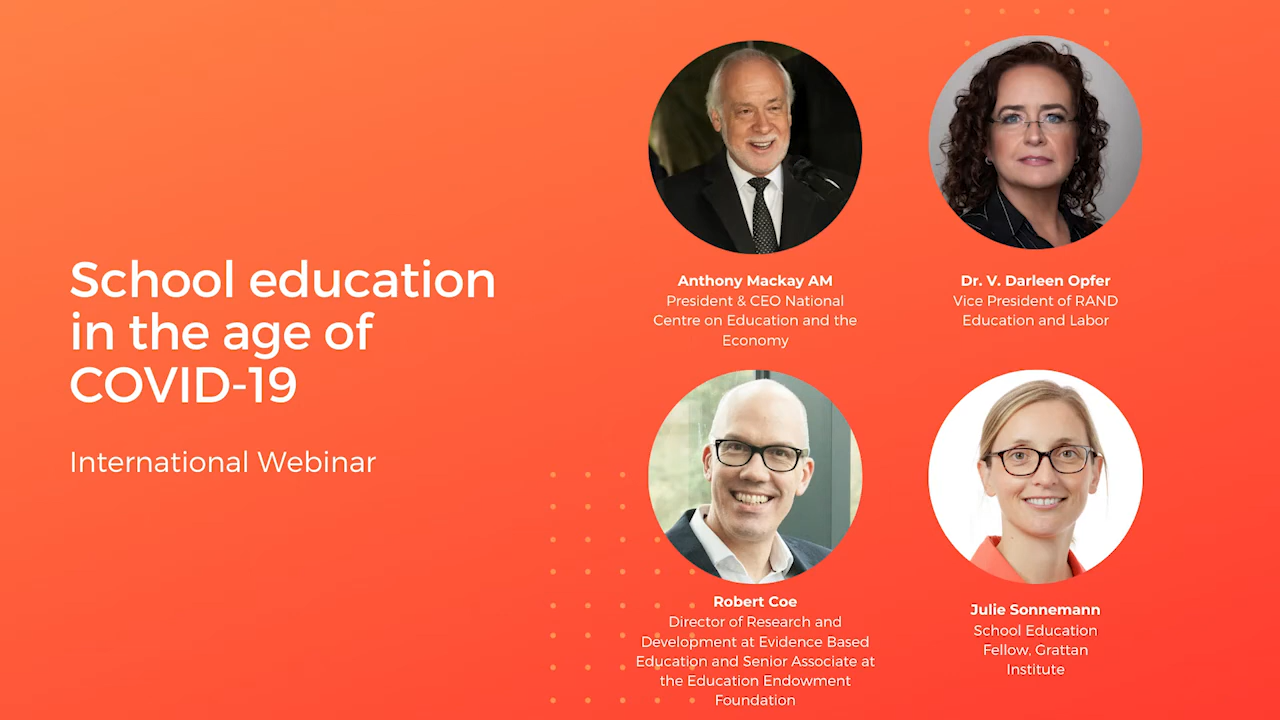 School education
in the age of
COVID-19
International Webinar
Anthony Mackay AM
President & CEO National
Centre on Education and the
Economy
Dr. V. Darleen Opfer
Vice President of RAND
Education and Labor
Robert Coe
Director of Research and
Development at Evidence Based
Education and Senior Associate at
the Education Endowment
Foundation
Julie Sonnemann
School Education
Fellow, Grattan
Institute